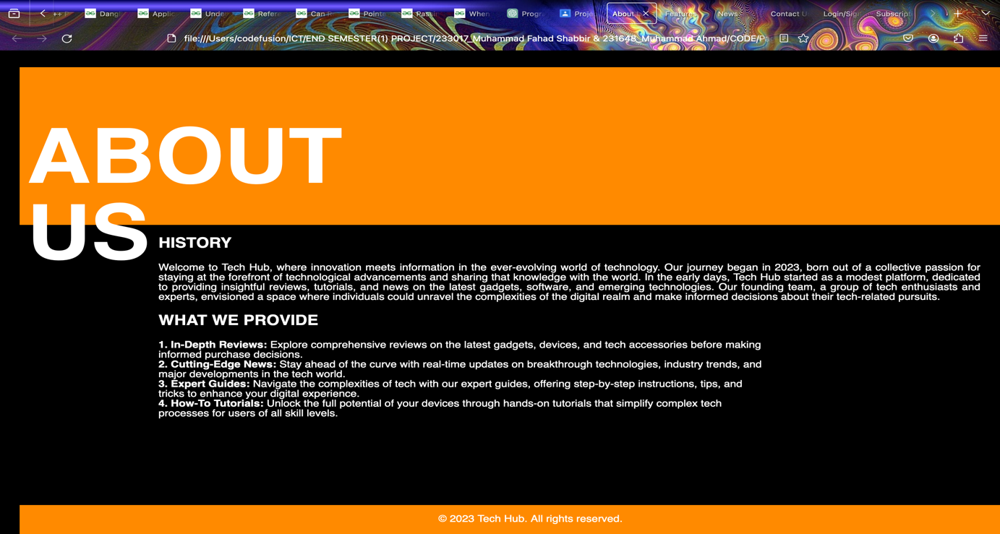 ++
Dangl
Applic
Unde
Refere
Can R
Pointe
Passi
When
Progr
Proje
About
Features
News
Contact U
Login/Sig
Subscripti
file:///Users/codefusion/ICT/END SEMESTER(1) PROJECT/233017_Muhammad Fahad Shabbir & 231648_Muhammad Ahmad/CODE/Pa
ABOUT
US
HISTORY
Welcome to Tech Hub, where innovation meets information in the ever-evolving world of technology. Our journey began in 2023, born out of a collective passion for
staying at the forefront of technological advancements and sharing that knowledge with the world. In the early days, Tech Hub started as a modest platform, dedicated
to providing insightful reviews, tutorials, and news on the latest gadgets, software, and emerging technologies. Our founding team, a group of tech enthusiasts and
experts, envisioned a space where individuals could unravel the complexities of the digital realm and make informed decisions about their tech-related pursuits.
WHAT WE PROVIDE
1. In-Depth Reviews: Explore comprehensive reviews on the latest gadgets, devices, and tech accessories before making
informed purchase decisions.
2. Cutting-Edge News: Stay ahead of the curve with real-time updates on breakthrough technologies, industry trends, and
major developments in the tech world.
3. Expert Guides: Navigate the complexities of tech with our expert guides, offering step-by-step instructions, tips, and
tricks to enhance your digital experience.
4. How-To Tutorials: Unlock the full potential of your devices through hands-on tutorials that simplify complex tech
processes for users of all skill levels.
© 2023 Tech Hub. All rights reserved.